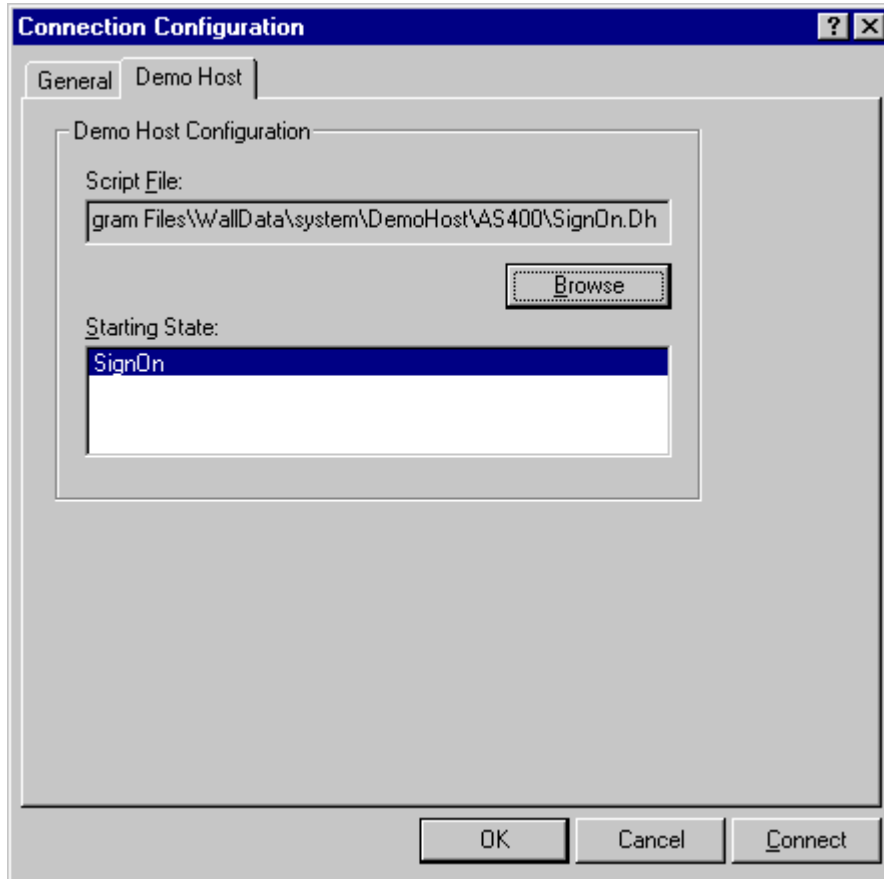 Connection Configuration
General Demo Host
Demo Host Configuration
Script File:
gram Files\WallData\system\DemoHost\AS400\SignOn.Dh
Browse
Starting State:
SignOn
OK Cancel Connect